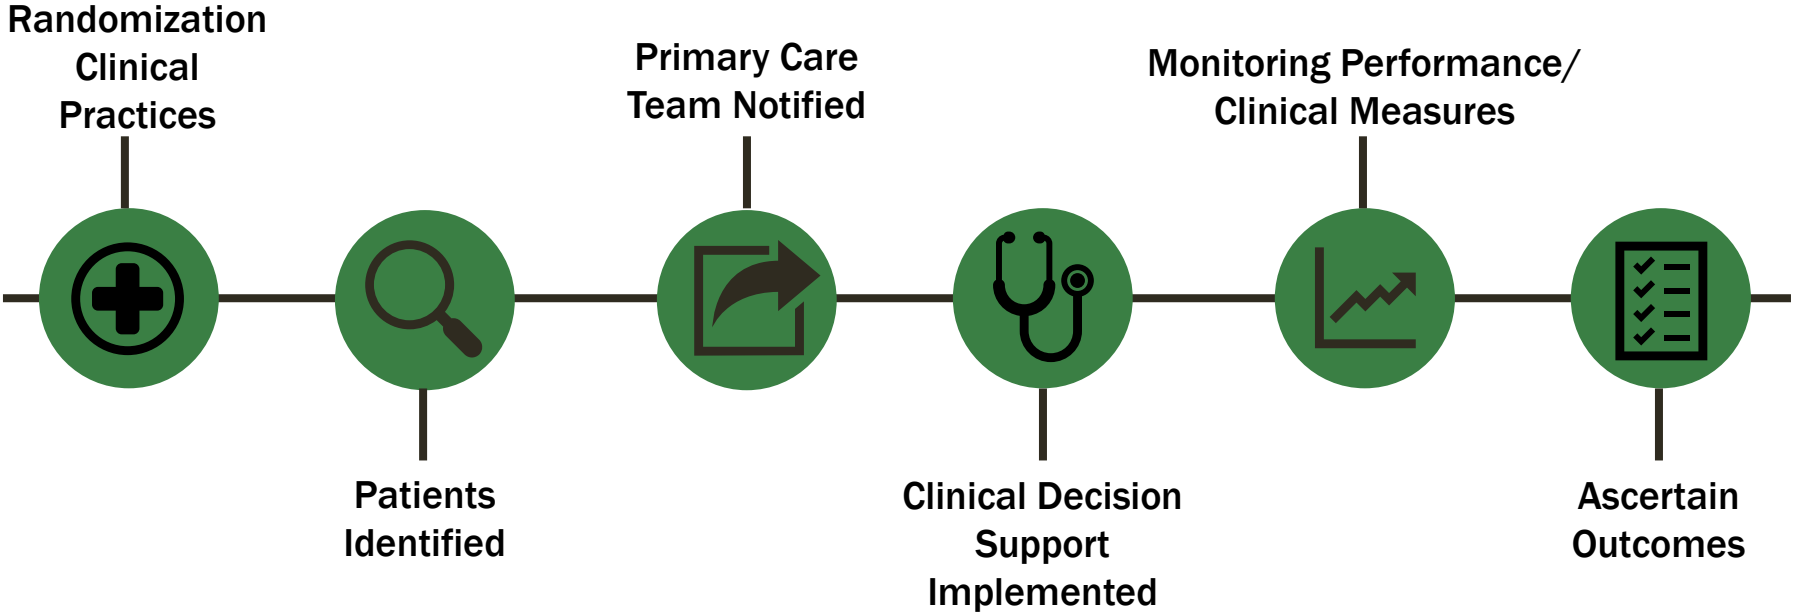 Randomization
Clinical
Practices
Patients
Identified
Primary Care
Team Notified
Clinical Decision
Support
Implemented
Monitoring Performance/
Clinical Measures
Ascertain
Outcomes